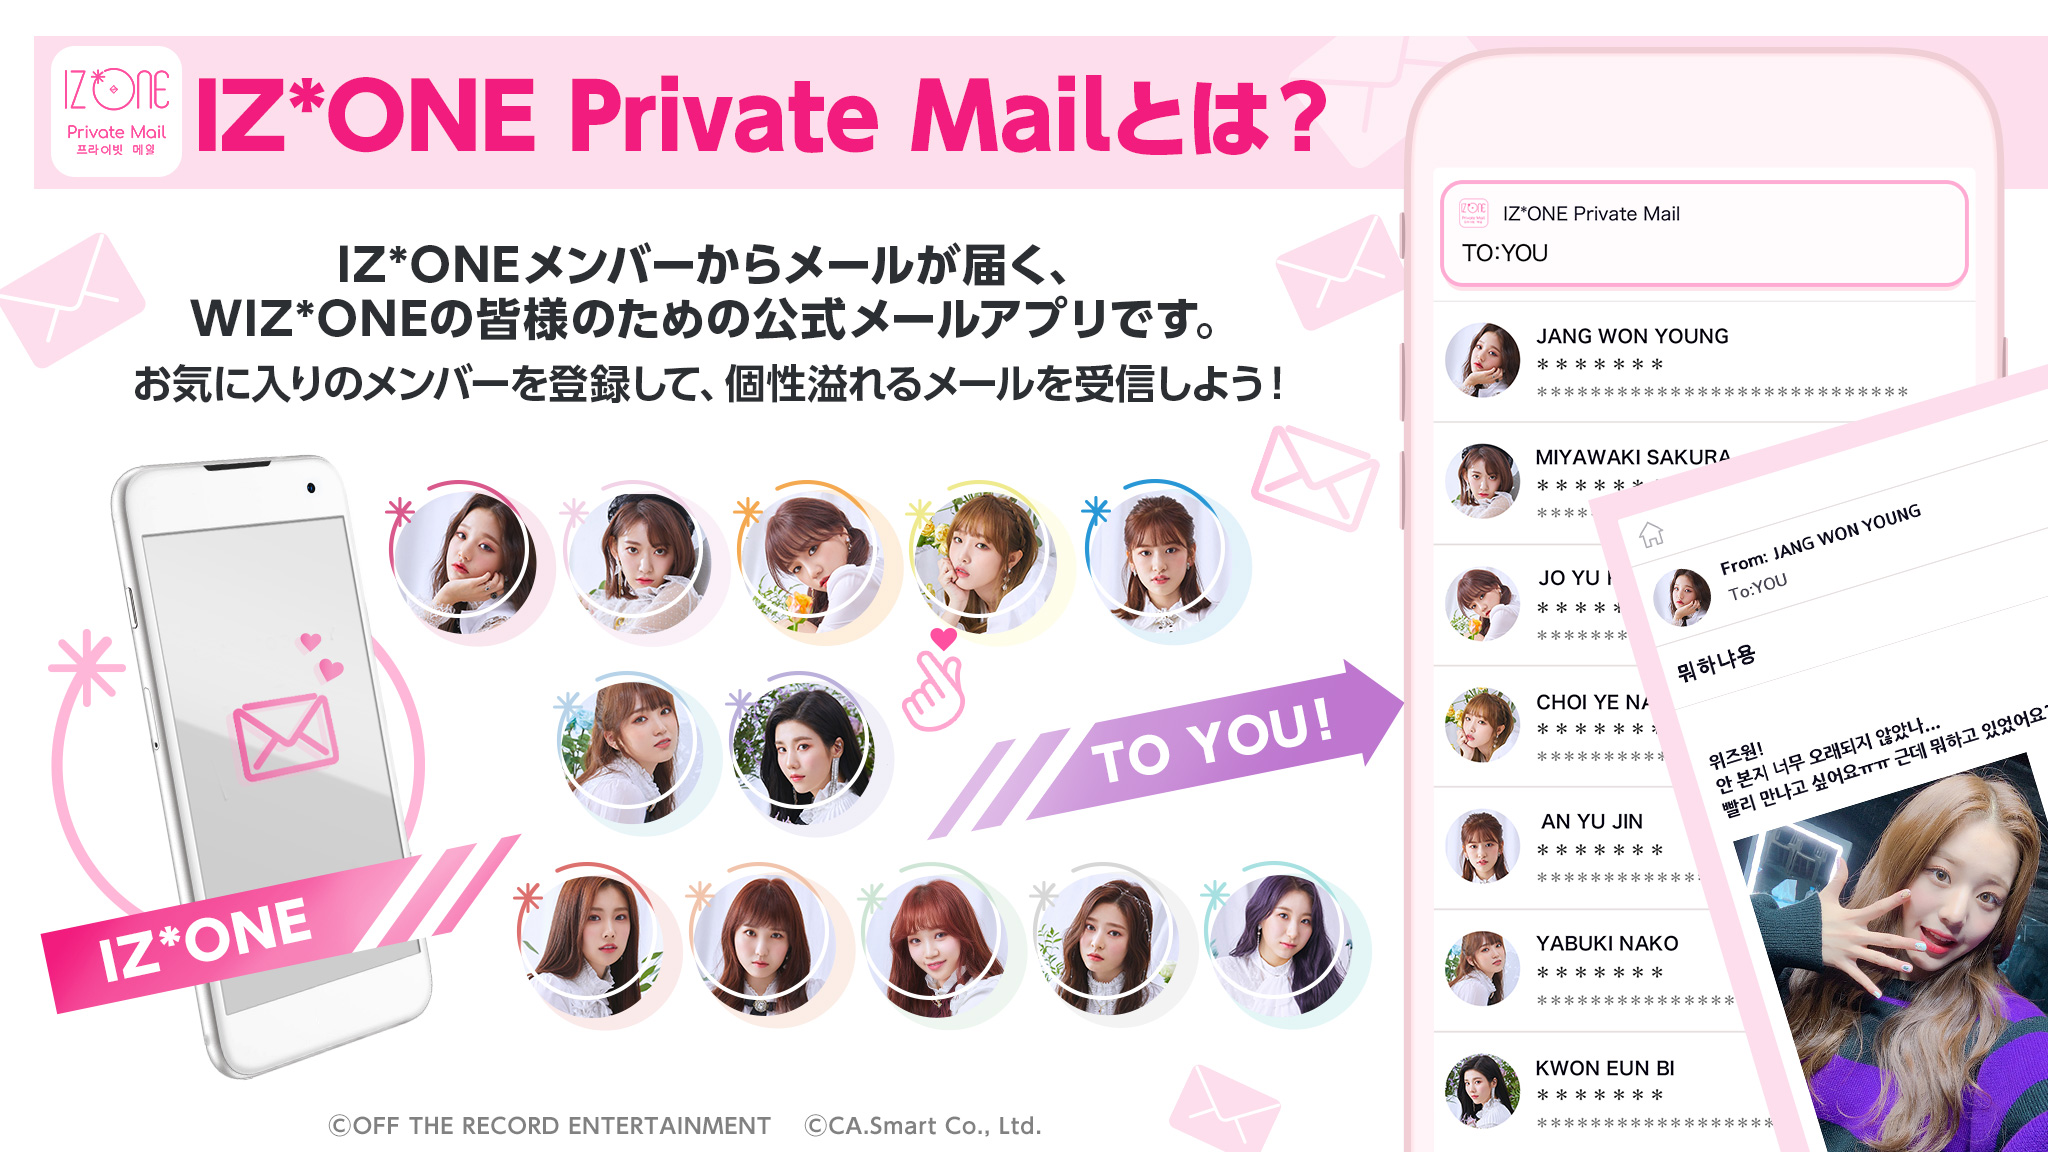 IZ*ONE
Private Mail
프라이빗 메일
IZ*ONE Private Mailとは？
IZ*ONEメンバーからメールが届く、
WIZ*ONEの皆様のための公式メールアプリです。
お気に入りのメンバーを登録して、個性溢れるメールを受信しよう！
IZ*ONE
TO YOU!
IZ*ONE Private Mail
TO:YOU
JANG WON YOUNG
*******
****************************
MIYAWAKI SAKURA
JO YU
CHOI YE NA
AN YU JIN
*******
YABUKI NAKO
*******
KWON EUN BI
*******
From: JANG WON YOUNG
To:YOU
뭐하냐용
위즈원!
안 본지 너무 오래되지 않았나...
빨리 만나고 싶어요ㅠㅠ 근데 뭐하고 있었어요?
©OFF THE RECORD ENTERTAINMENT ©CA.Smart Co., Ltd.